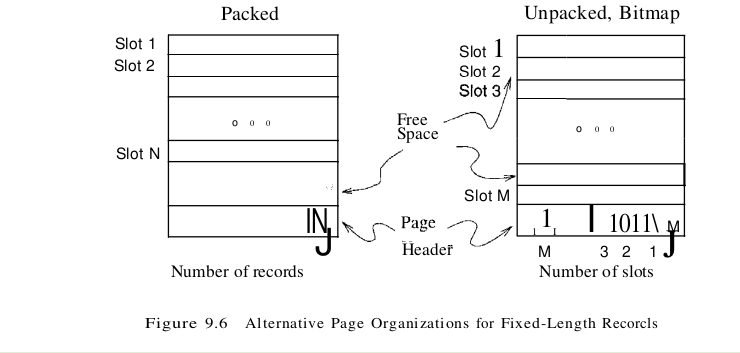 Packed
Unpacked, Bitmap
Slot 1
Slot 2
Slot N
Slot 1
Slot 2
Slot 3
Free
Space
Slot M
Page
Header
N
1
1011
M
M
3 2 1
Number of records
Number of slots
Figure 9.6 Alternative Page Organizations for Fixed-Length Recorcls